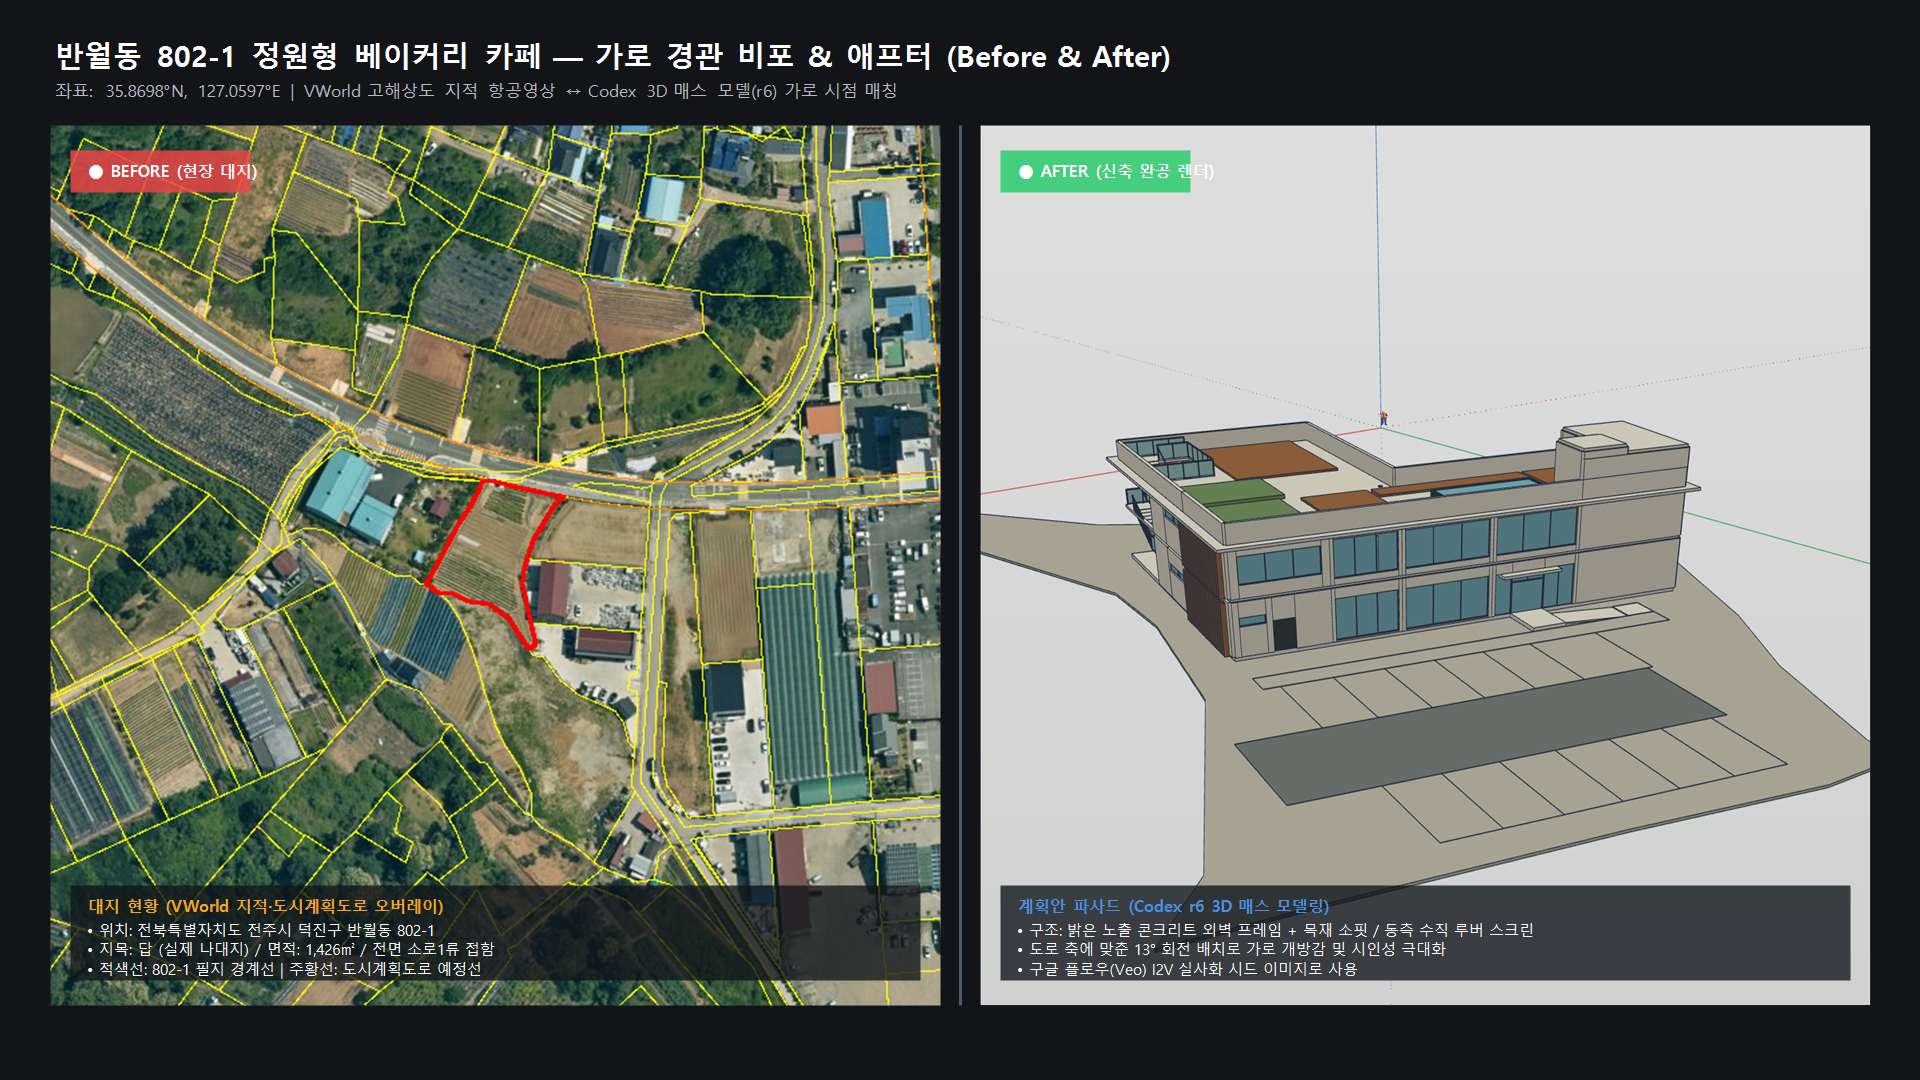 반월동 802-1 정원형 베이커리 카페 — 가로 경관 비포 & 애프터 (Before & After)
좌표: 35.8698°N, 127.0597°E | VWorld 고해상도 지적 항공영상 ↔ Codex 3D 매스 모델(r6) 가로 시점 매칭
● BEFORE (현장 대지)
대지 현황 (VWorld 지적·도시계획도로 오버레이)
• 위치: 전북특별자치도 전주시 덕진구 반월동 802-1
• 지목: 답 (실제 나대지) / 면적: 1,426㎡ / 전면 소로1류 접함
• 적색선: 802-1 필지 경계선 | 주황선: 도시계획도로 예정선
● AFTER (신축 완공 렌더)
계획안 파사드 (Codex r6 3D 매스 모델링)
• 구조: 밝은 노출 콘크리트 외벽 프레임 + 목재 소핏 / 동측 수직 루버 스크린
• 도로 축에 맞춘 13° 회전 배치로 가로 개방감 및 시인성 극대화
• 구글 플로우(Veo) I2V 실사화 시드 이미지로 사용